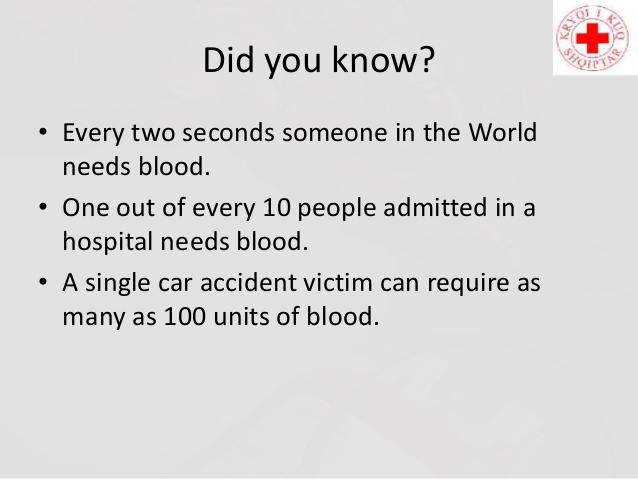 KRYQI I KUQ
SHQIPTAR
Did you know?
• Every two seconds someone in the World
needs blood.
• One out of every 10 people admitted in a
hospital needs blood.
• A single car accident victim can require as
many as 100 units of blood.